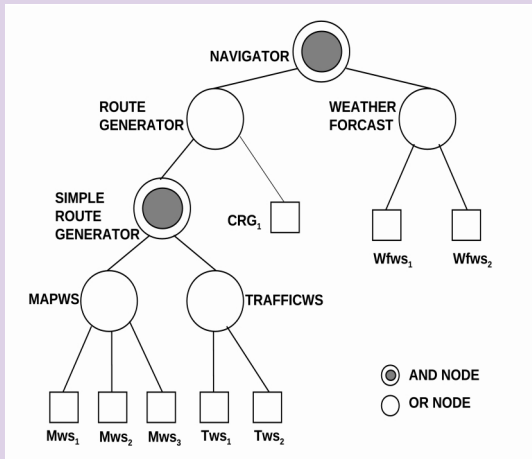 NAVIGATOR
ROUTE
GENERATOR
WEATHER
FORCAST
SIMPLE
ROUTE
GENERATOR
CRG₁
Wfws₁
Wfws₂
MAPWS
TRAFFICWS
AND NODE
OR NODE
Mws₁
Mws₂
Mws₃
Tws₁
Tws₂